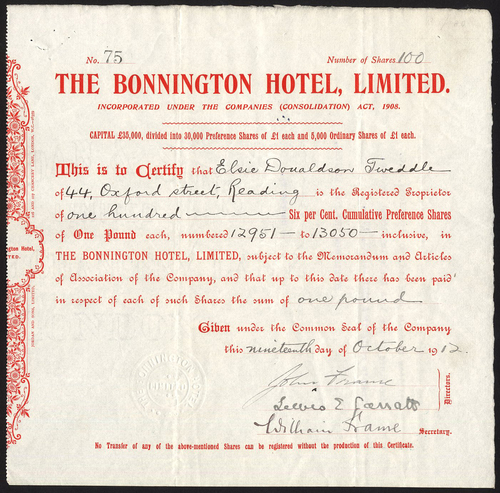 No. 75 Number of Shares 100
THE BONNINGTON HOTEL, LIMITED.
INCORPORATED UNDER THE COMPANIES (CONSOLIDATION) ACT, 1908.
CAPITAL £35,000, divided into 30,000 Preference Shares of £1 each and 5,000 Ordinary Shares of £1 each.
This is to Certify that Elsie Donaldson Tweddle
of 44, Oxford street, Reading is the Registered Proprietor
of one hundred Six per Cent. Cumulative Preference Shares
of One Pound each, numbered 12951 to 13050 inclusive, in
THE BONNINGTON HOTEL, LIMITED, subject to the Memorandum and Articles
of Association of the Company, and that up to this date there has been paid
in respect of each of such Shares the sum of one pound
Given under the Common Seal of the Company
this nineteenth day of October 1912.
John Frame
Lewis E Garratt
Directors.
William Frame
Secretary.
No Transfer of any of the above-mentioned Shares can be registered without the production of this Certificate.